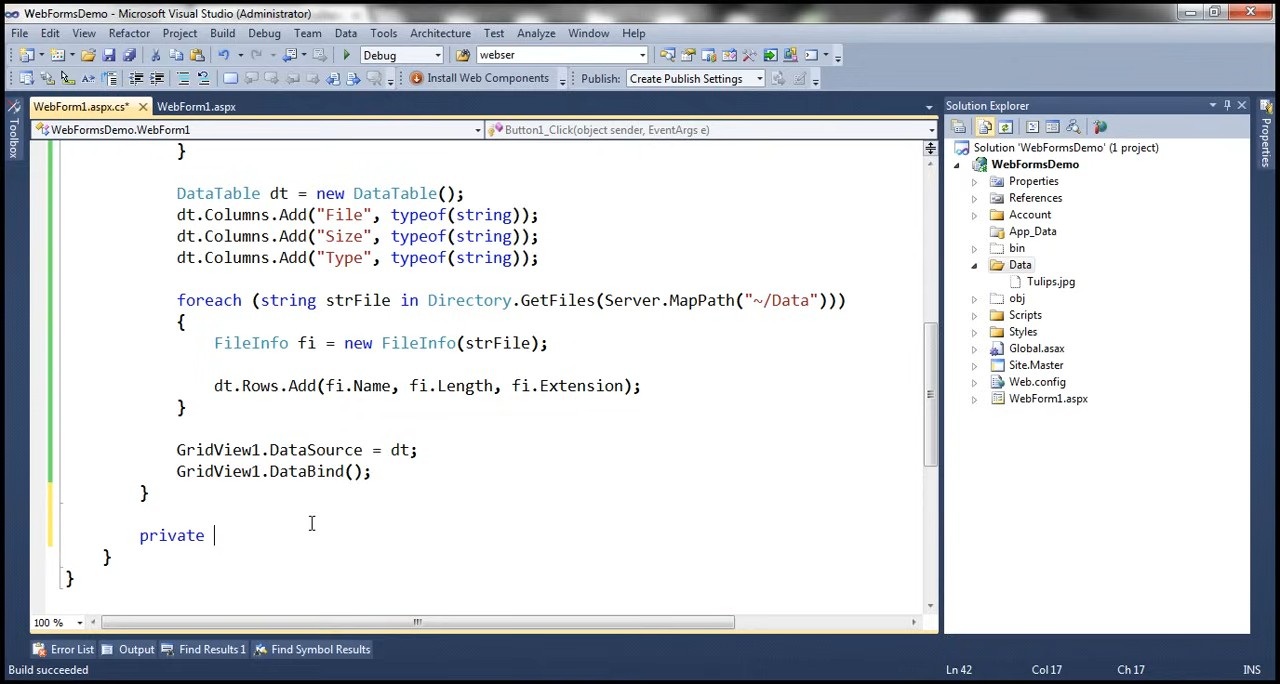 WebFormsDemo - Microsoft Visual Studio (Administrator)
File Edit View Refactor Project Build Debug Team Data Tools Architecture Test Analyze Window Help
Debug webser
Install Web Components Publish: Create Publish Settings
WebForm1.aspx.cs* WebForm1.aspx
WebFormsDemo.WebForm1 Button1_Click(object sender, EventArgs e)
Toolbox
}
DataTable dt = new DataTable();
dt.Columns.Add("File", typeof(string));
dt.Columns.Add("Size", typeof(string));
dt.Columns.Add("Type", typeof(string));
foreach (string strFile in Directory.GetFiles(Server.MapPath("~/Data")))
{
FileInfo fi = new FileInfo(strFile);
dt.Rows.Add(fi.Name, fi.Length, fi.Extension);
}
GridView1.DataSource = dt;
GridView1.DataBind();
}
private
}
}
100 %
Solution Explorer
Solution 'WebFormsDemo' (1 project)
WebFormsDemo
Properties
References
Account
App_Data
bin
Data
Tulips.jpg
obj
Scripts
Styles
Global.asax
Site.Master
Web.config
WebForm1.aspx
Properties
Error List Output Find Results 1 Find Symbol Results
Build succeeded Ln 42 Col 17 Ch 17 INS